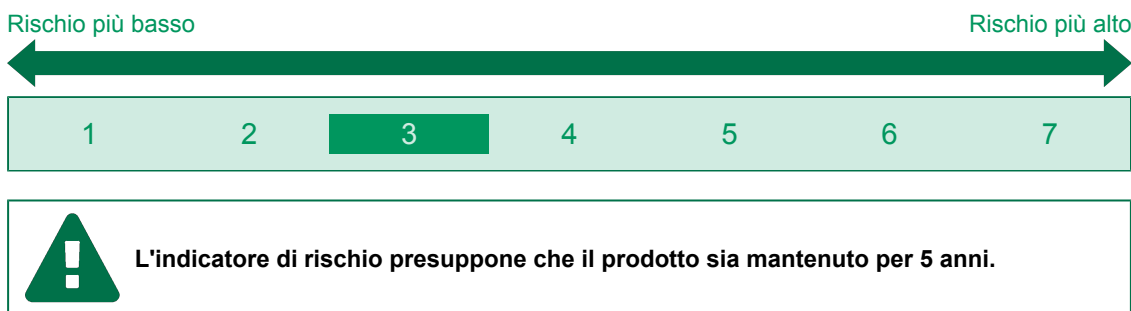 Rischio più basso Rischio più alto
1 2 3 4 5 6 7
L'indicatore di rischio presuppone che il prodotto sia mantenuto per 5 anni.